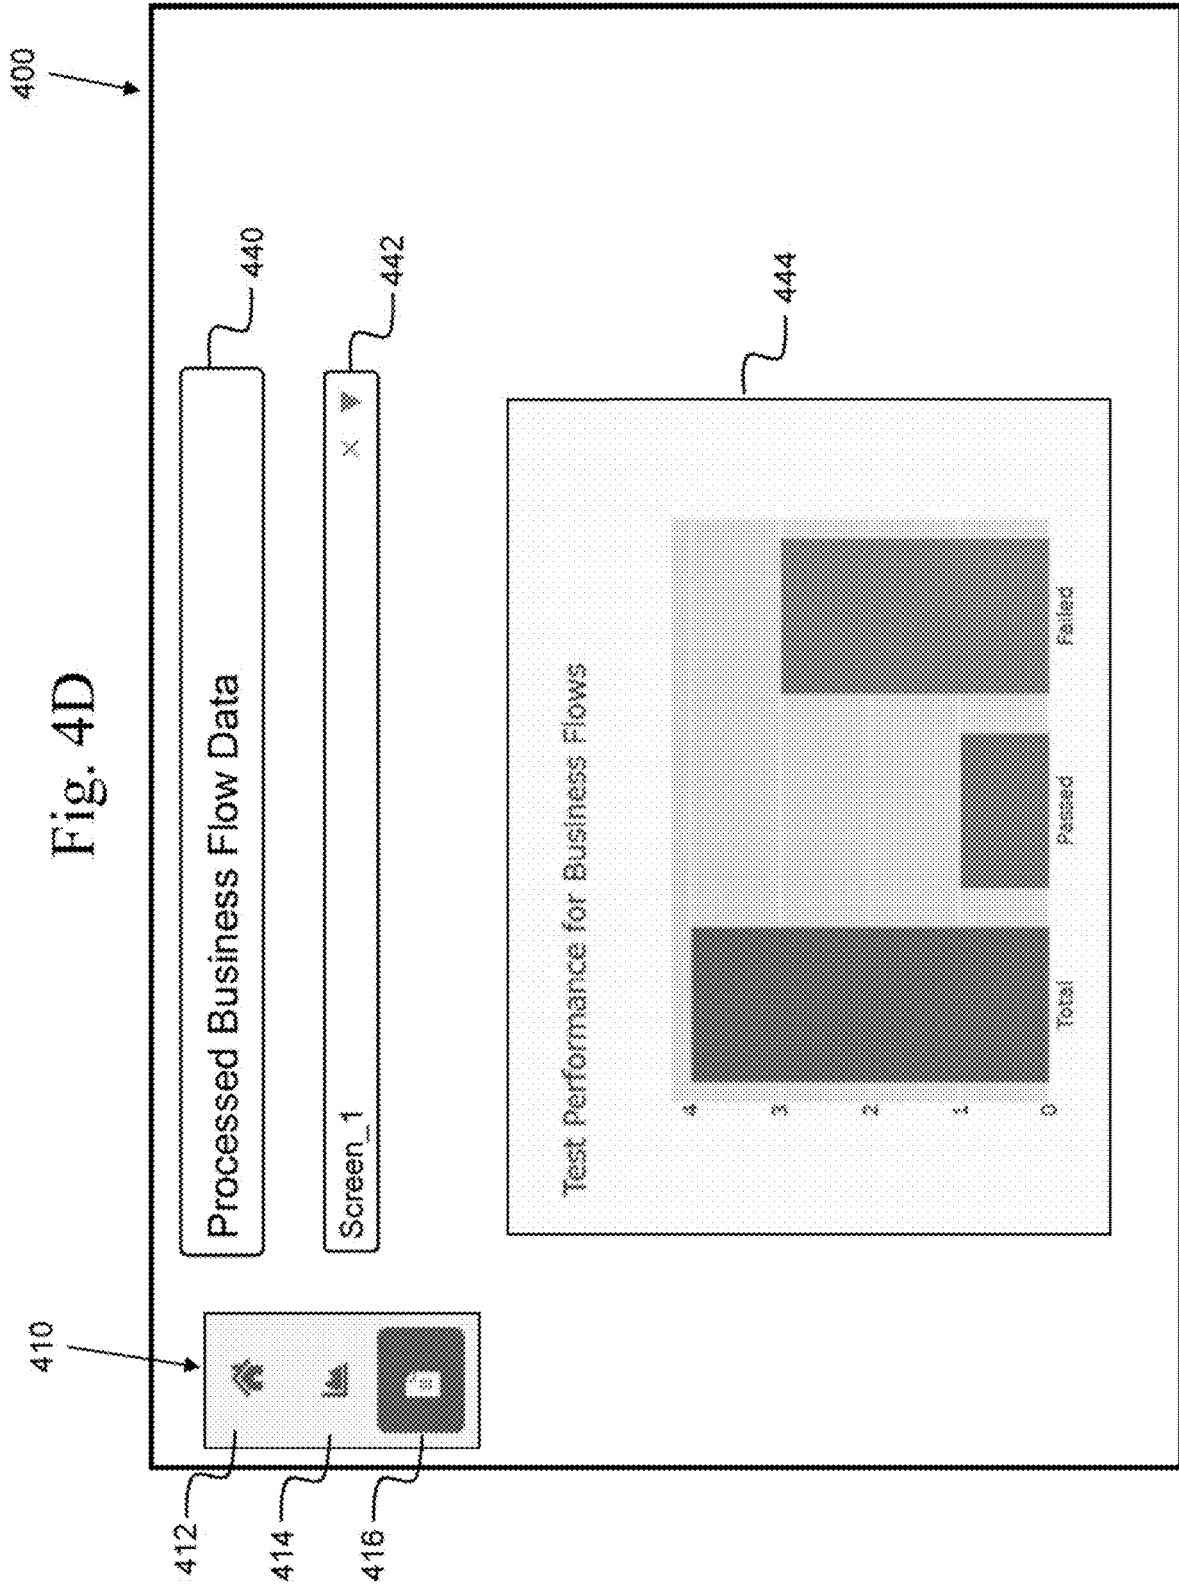 Fig. 4D
400
410
412
414
416
Processed Business Flow Data
440
Screen_1 X
442
444
Test Performance for Business Flows
4
3
2
1
0
Total Passed Failed